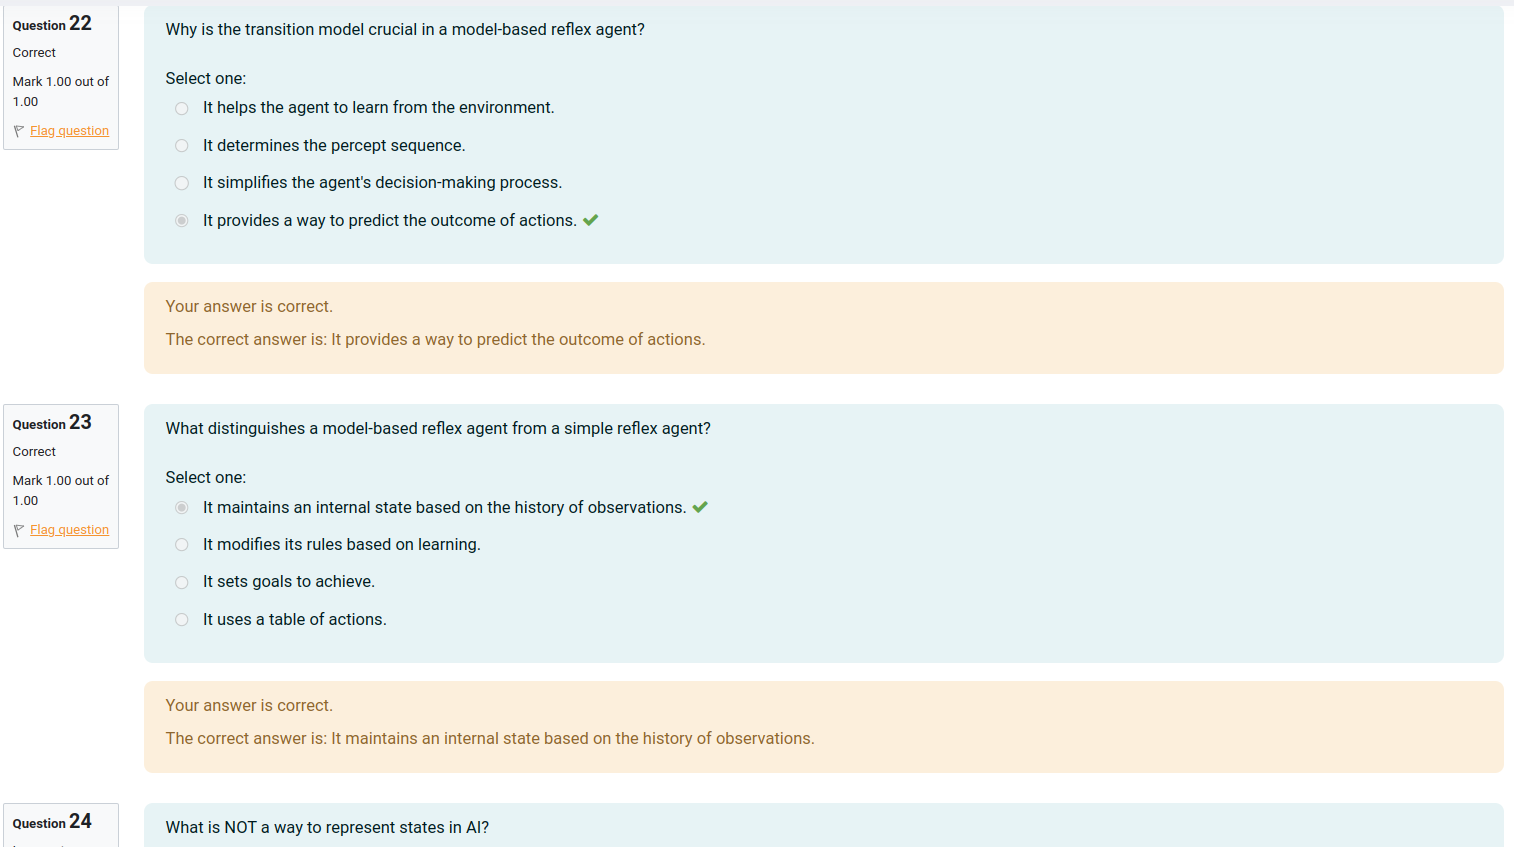 Question 22
Correct
Mark 1.00 out of
1.00
Flag question
Why is the transition model crucial in a model-based reflex agent?
Select one:
It helps the agent to learn from the environment.
It determines the percept sequence.
It simplifies the agent's decision-making process.
It provides a way to predict the outcome of actions.
Your answer is correct.
The correct answer is: It provides a way to predict the outcome of actions.
Question 23
Correct
Mark 1.00 out of
1.00
Flag question
What distinguishes a model-based reflex agent from a simple reflex agent?
Select one:
It maintains an internal state based on the history of observations.
It modifies its rules based on learning.
It sets goals to achieve.
It uses a table of actions.
Your answer is correct.
The correct answer is: It maintains an internal state based on the history of observations.
Question 24
What is NOT a way to represent states in AI?